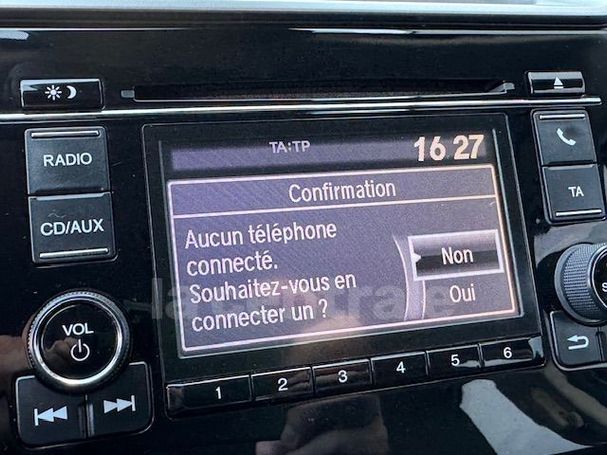 TA:TP 16 27
RADIO
Confirmation
TA
CD/AUX
Aucun téléphone
connecté.
Souhaitez-vous en
connecter un ?
Non
Oui
lacentrale
VOL
1 2 3 4 5 6